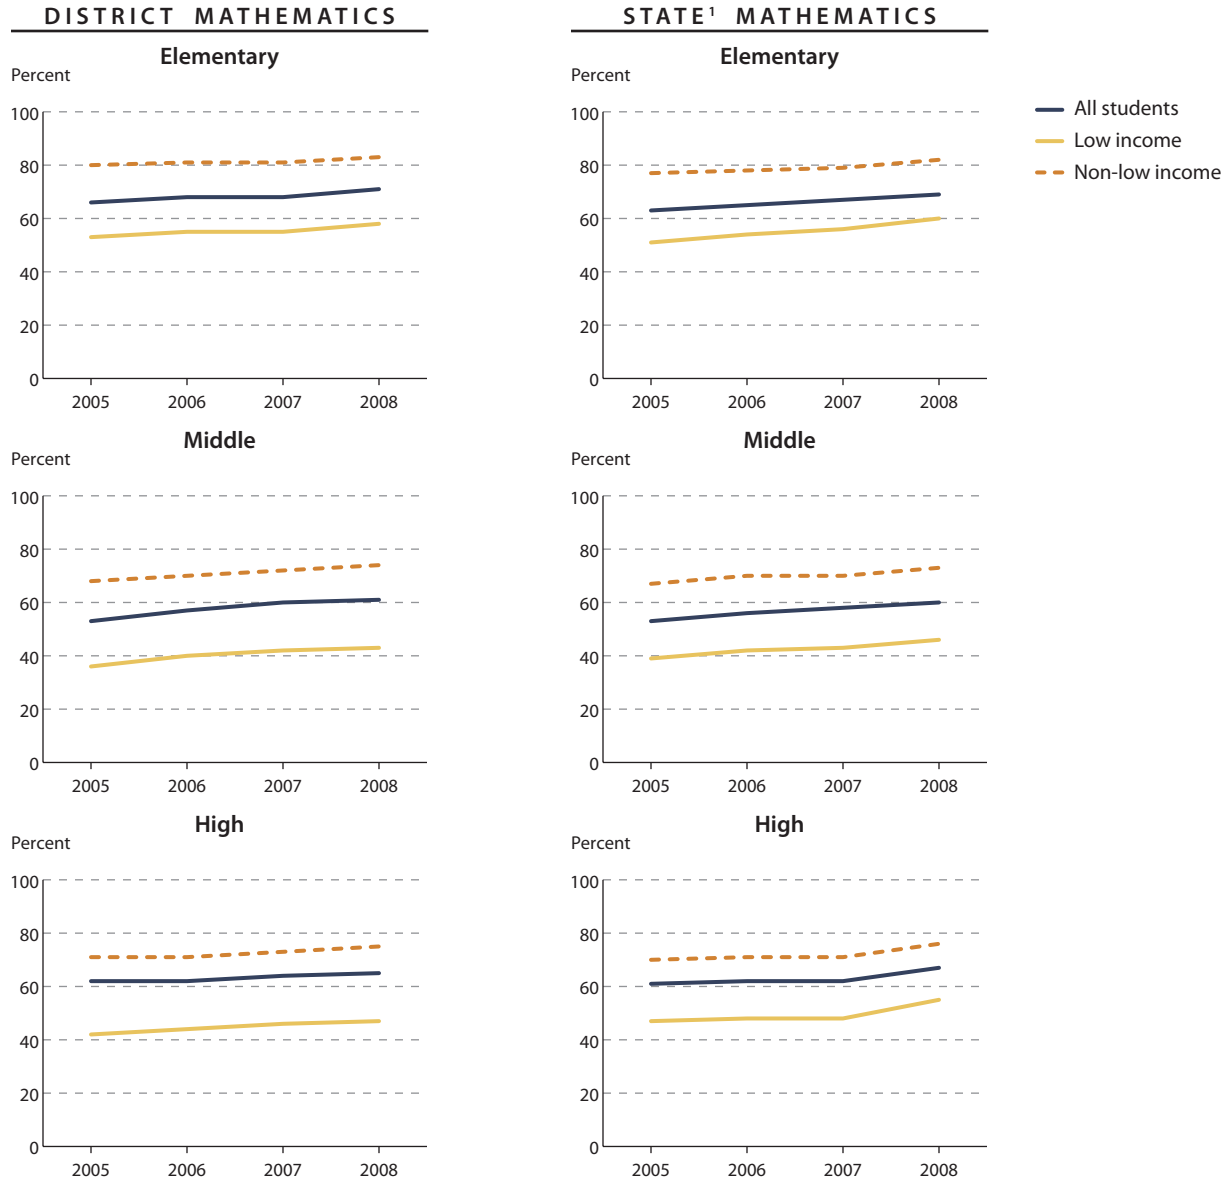 DISTRICT MATHEMATICS
Elementary
Percent
100
80
60
40
20
0
2005 2006 2007 2008
Middle
Percent
100
80
60
40
20
0
2005 2006 2007 2008
High
Percent
100
80
60
40
20
0
2005 2006 2007 2008
STATE¹ MATHEMATICS
Elementary
Percent
100
80
60
40
20
0
2005 2006 2007 2008
Middle
Percent
100
80
60
40
20
0
2005 2006 2007 2008
High
Percent
100
80
60
40
20
0
2005 2006 2007 2008
All students
Low income
Non-low income